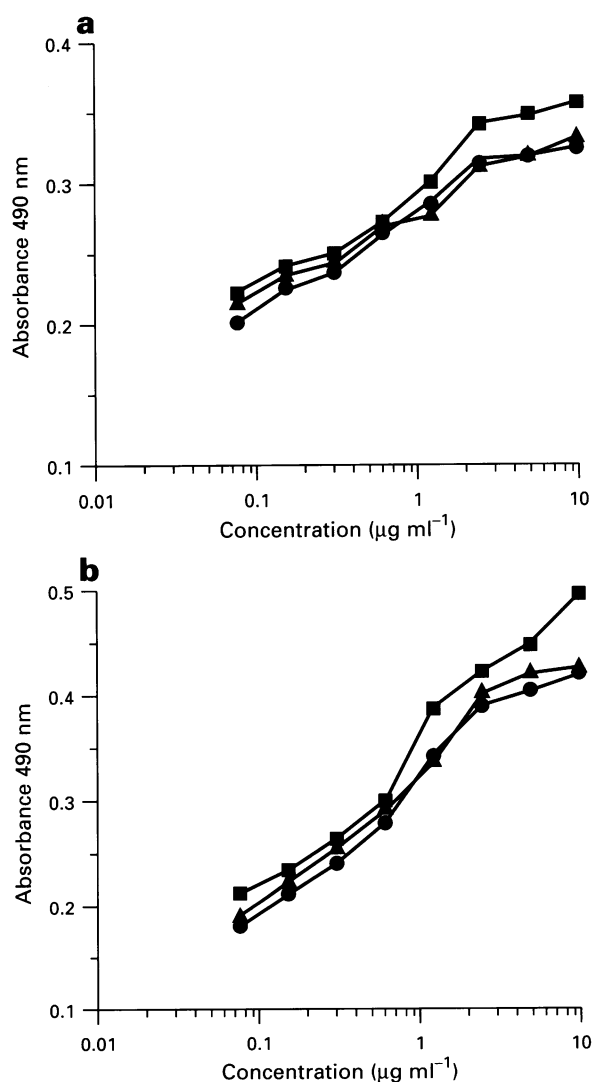 a
0.4
0.3
0.2
0.1
Absorbance 490 nm
0.01 0.1 1 10
Concentration (μg ml⁻¹)
b
0.5
0.4
0.3
0.2
0.1
Absorbance 490 nm
0.01 0.1 1 10
Concentration (μg ml⁻¹)